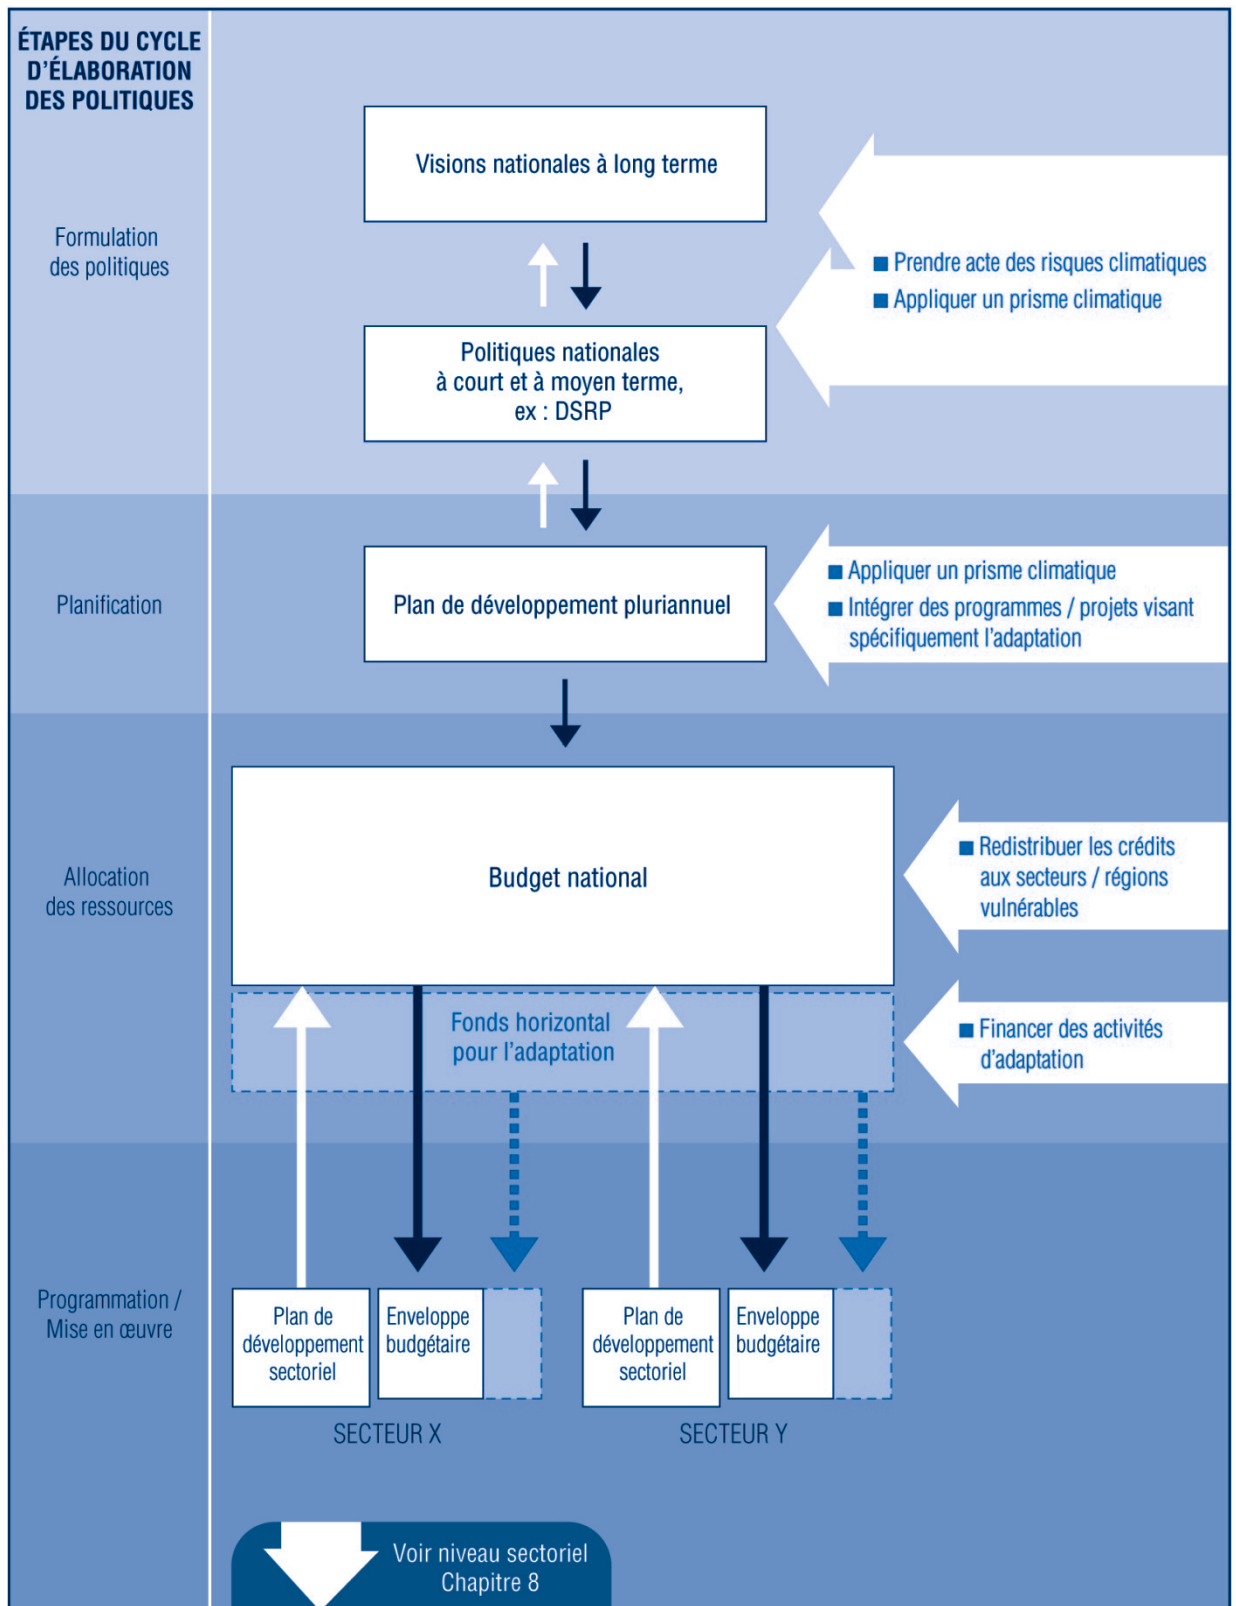 ÉTAPES DU CYCLE
D'ÉLABORATION
DES POLITIQUES
Formulation
des politiques
Visions nationales à long terme
Politiques nationales
à court et à moyen terme,
ex : DSRP
■ Prendre acte des risques climatiques
■ Appliquer un prisme climatique
Planification
Plan de développement pluriannuel
■ Appliquer un prisme climatique
■ Intégrer des programmes / projets visant
spécifiquement l'adaptation
Allocation
des ressources
Budget national
■ Redistribuer les crédits
aux secteurs / régions
vulnérables
Fonds horizontal
pour l'adaptation
■ Financer des activités
d'adaptation
Programmation /
Mise en œuvre
Plan de
développement
sectoriel
Enveloppe
budgétaire
SECTEUR X
Plan de
développement
sectoriel
Enveloppe
budgétaire
SECTEUR Y
Voir niveau sectoriel
Chapitre 8